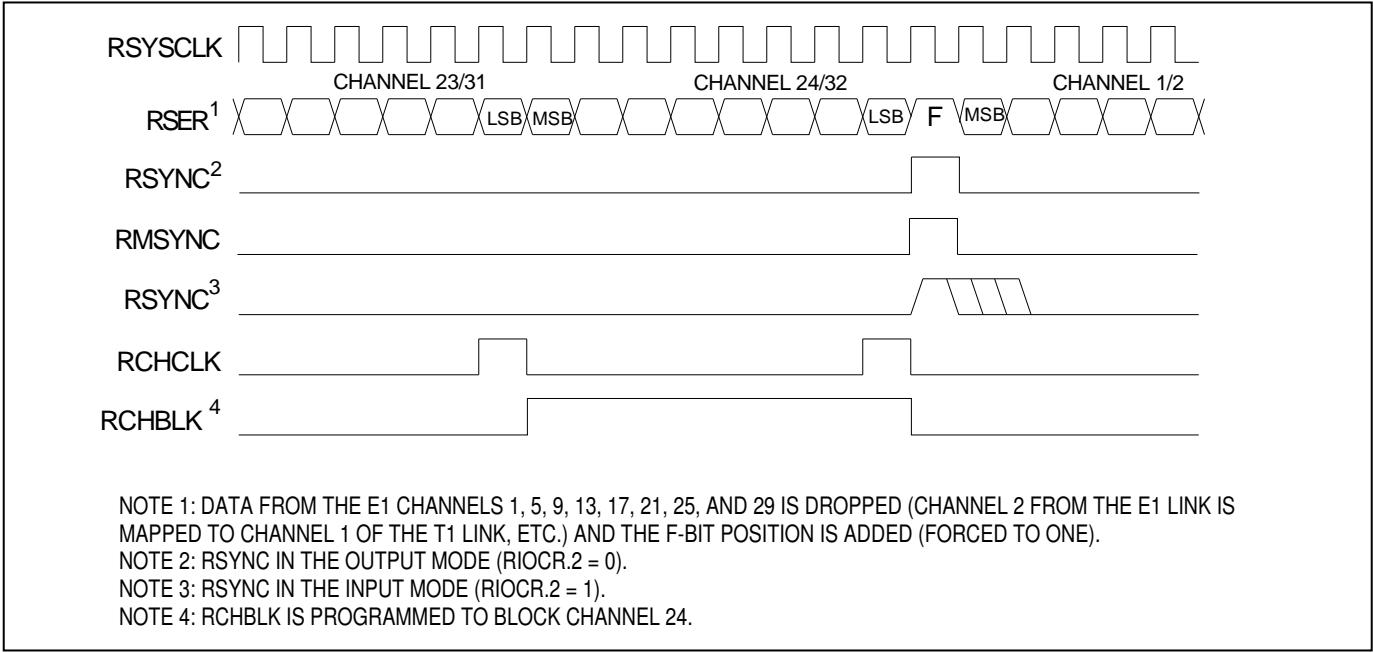 RSYSCLK
CHANNEL 23/31 CHANNEL 24/32 CHANNEL 1/2
RSER1 LSB MSB LSB F MSB
RSYNC2
RMSYNC
RSYNC3
RCHCLK
RCHBLK 4
NOTE 1: DATA FROM THE E1 CHANNELS 1, 5, 9, 13, 17, 21, 25, AND 29 IS DROPPED (CHANNEL 2 FROM THE E1 LINK IS
MAPPED TO CHANNEL 1 OF THE T1 LINK, ETC.) AND THE F-BIT POSITION IS ADDED (FORCED TO ONE).
NOTE 2: RSYNC IN THE OUTPUT MODE (RIOCR.2 = 0).
NOTE 3: RSYNC IN THE INPUT MODE (RIOCR.2 = 1).
NOTE 4: RCHBLK IS PROGRAMMED TO BLOCK CHANNEL 24.